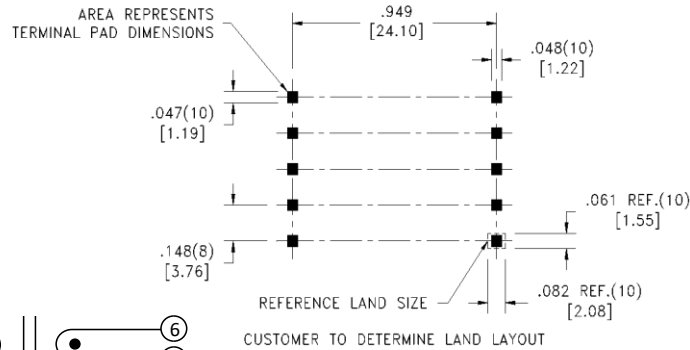 AREA REPRESENTS
TERMINAL PAD DIMENSIONS
.949
[24.10]
.048(10)
[1.22]
.047(10)
[1.19]
.061 REF.(10)
[1.55]
.148(8)
[3.76]
REFERENCE LAND SIZE
.082 REF.(10)
[2.08]
6
CUSTOMER TO DETERMINE LAND LAYOUT